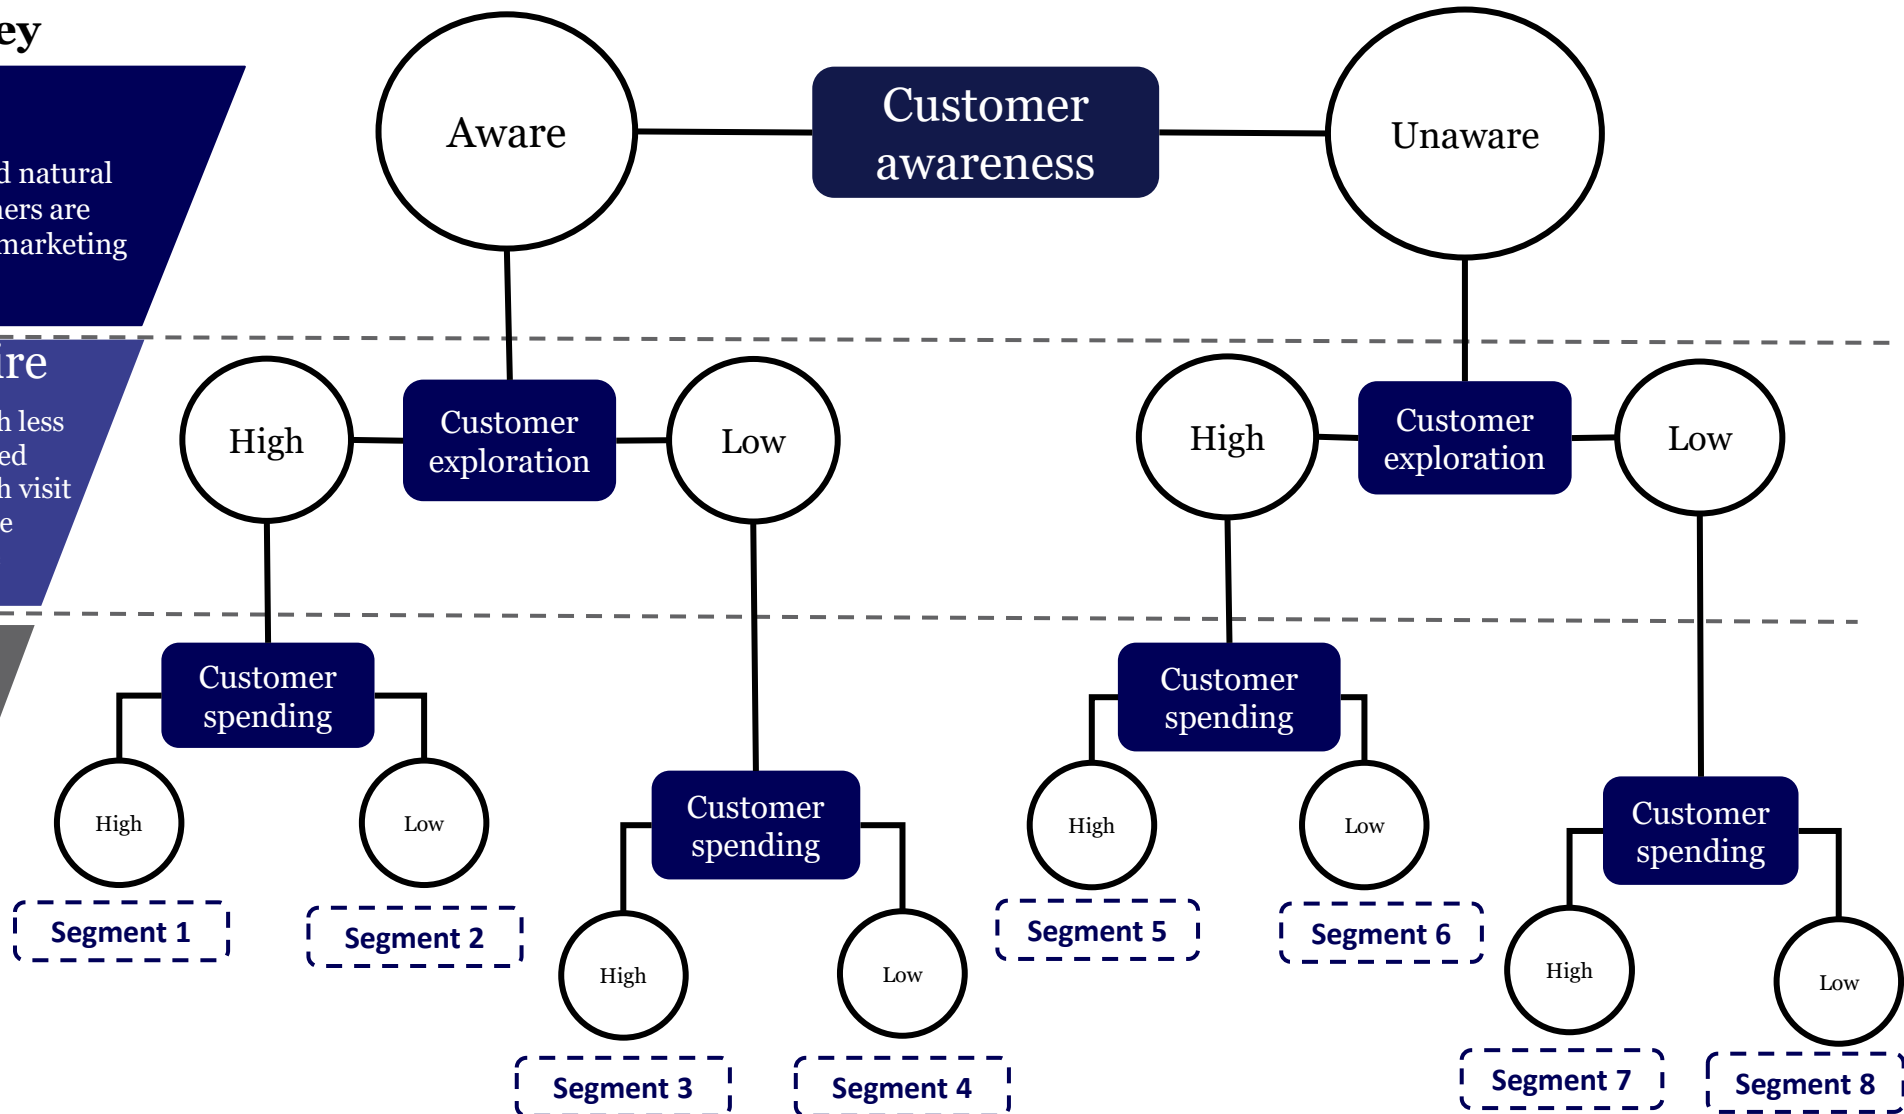 ey
Aware
Customer
awareness
Unaware
d natural
ers are
marketing
ire
h less
ed
h visit
e
High
Customer
exploration
Low
High
Customer
exploration
Low
Customer
spending
High
Low
Segment 1
Segment 2
Customer
spending
High
Low
Segment 3
Segment 4
Customer
spending
High
Low
Segment 5
Segment 6
Customer
spending
High
Low
Segment 7
Segment 8